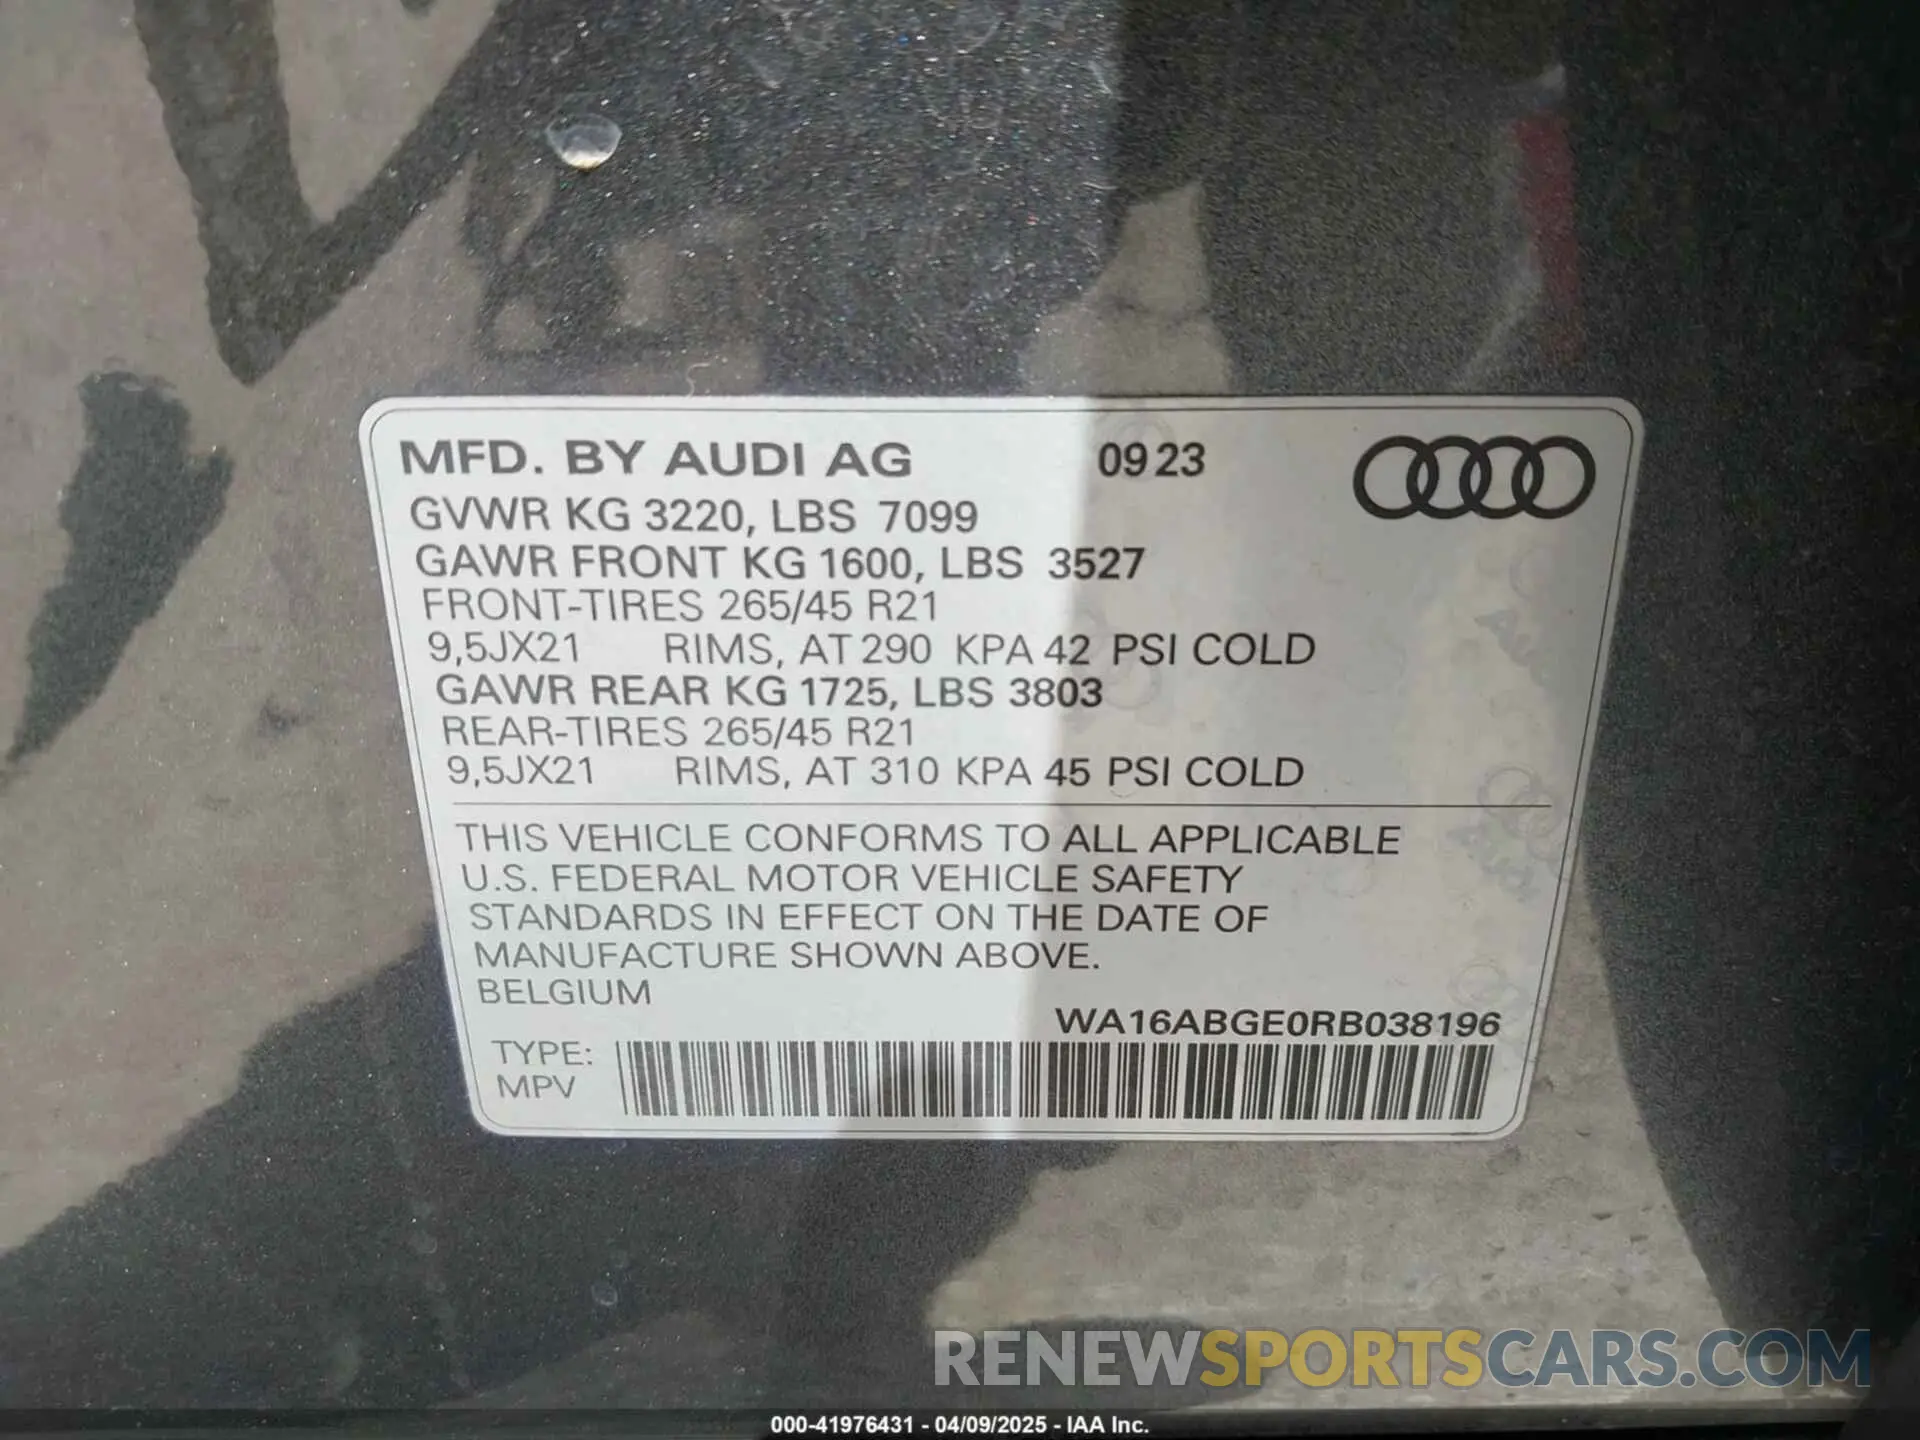 MFD. BY AUDI AG 0923
GVWR KG 3220, LBS 7099
GAWR FRONT KG 1600, LBS 3527
FRONT-TIRES 265/45 R21
9,5JX21 RIMS, AT 290 KPA 42 PSI COLD
GAWR REAR KG 1725, LBS 3803
REAR-TIRES 265/45 R21
9,5JX21 RIMS, AT 310 KPA 45 PSI COLD
THIS VEHICLE CONFORMS TO ALL APPLICABLE
U.S. FEDERAL MOTOR VEHICLE SAFETY
STANDARDS IN EFFECT ON THE DATE OF
MANUFACTURE SHOWN ABOVE.
BELGIUM
WA16ABGE0RB038196
TYPE:
MPV
RENEWSPORTSCARS.COM
000-41976431 - 04/09/2025 - IAA Inc.